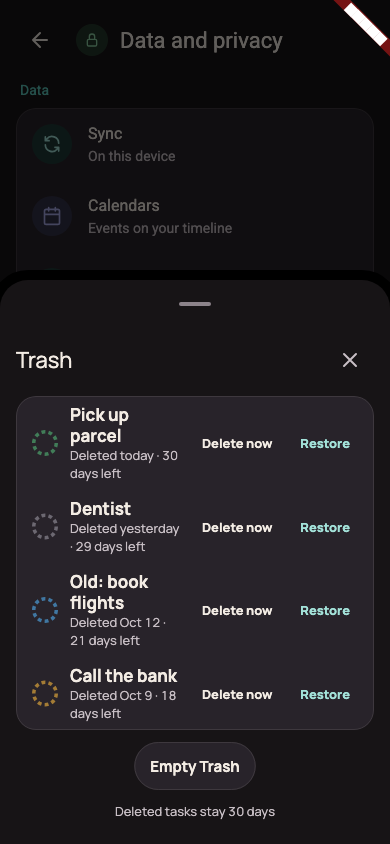 Data and privacy
Data
Sync
On this device
Calendars
Events on your timeline
Trash
Pick up
parcel
Deleted today · 30
days left
Delete now
Restore
Dentist
Deleted yesterday
· 29 days left
Delete now
Restore
Old: book
flights
Deleted Oct 12 ·
21 days left
Delete now
Restore
Call the bank
Deleted Oct 9 · 18
days left
Delete now
Restore
Empty Trash
Deleted tasks stay 30 days